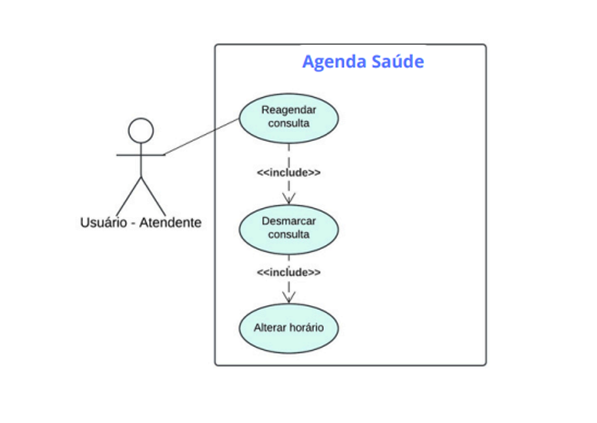 Agenda Saúde
Reagendar
consulta
<<include>>
Usuário - Atendente
Desmarcar
consulta
<<include>>
Alterar horário